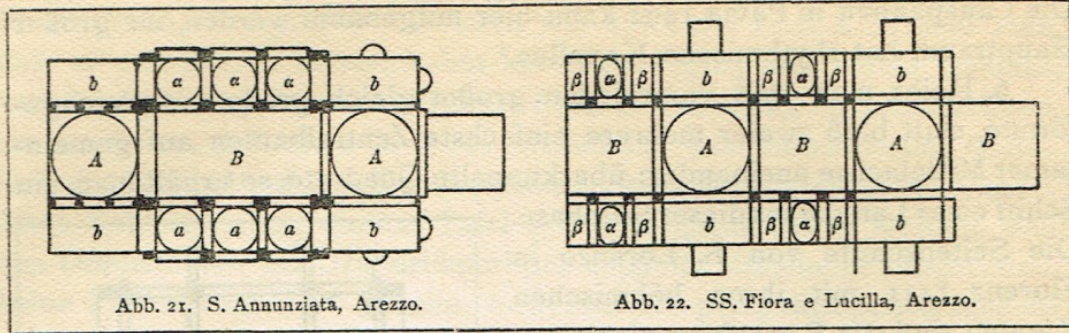 b α α α b
A B A
b a a a b
Abb. 21. S. Annunziata, Arezzo.
β α β b β α β b
B A B A B
β α β b β α β b
Abb. 22. SS. Fiora e Lucilla, Arezzo.